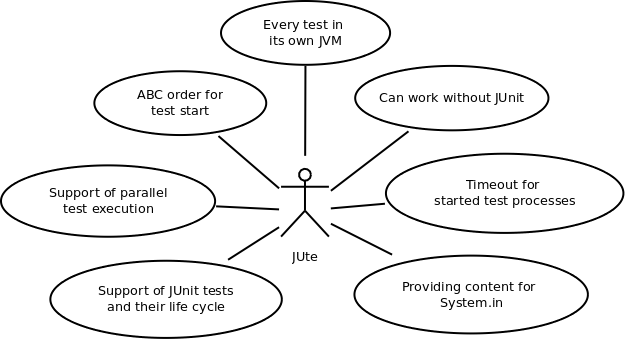 Every test in
its own JVM
ABC order for
test start
Can work without JUnit
Support of parallel
test execution
Timeout for
started test processes
JUte
Support of JUnit tests
and their life cycle
Providing content for
System.in